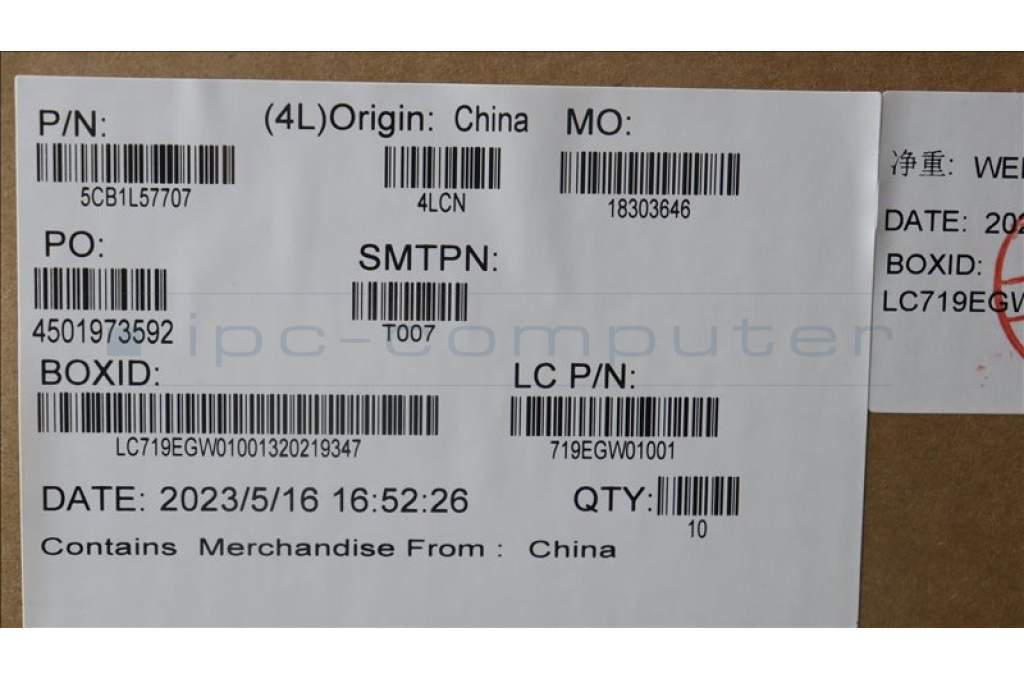 P/N:
5CB1L57707
(4L)Origin: China
4LCN
MO:
18303646
PO:
4501973592
SMTPN:
T007
BOXID:
LC719EGW01001320219347
LC P/N:
719EGW01001
DATE: 2023/5/16 16:52:26
QTY:
10
Contains Merchandise From : China
净重:
DATE:
BOXID:
ipc-computer